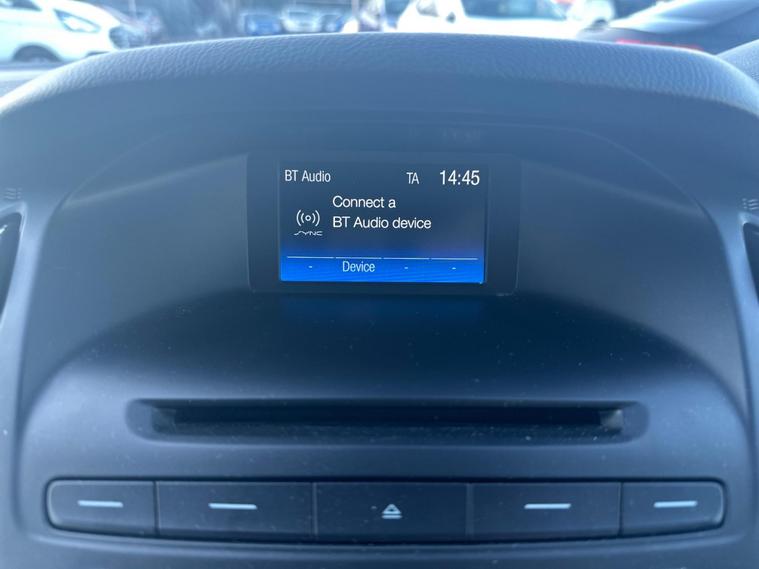 BT Audio TA 14:45
Connect a
BT Audio device
SYNC
- Device - -